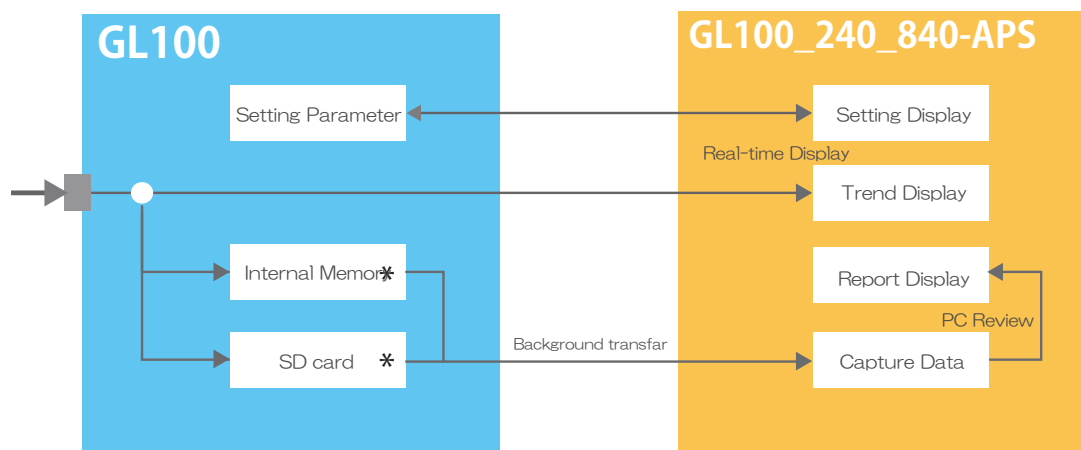 GL100
GL100_240_840-APS
Setting Parameter
Setting Display
Real-time Display
Trend Display
Internal Memory*
Report Display
PC Review
SD card *
Background transfar
Capture Data